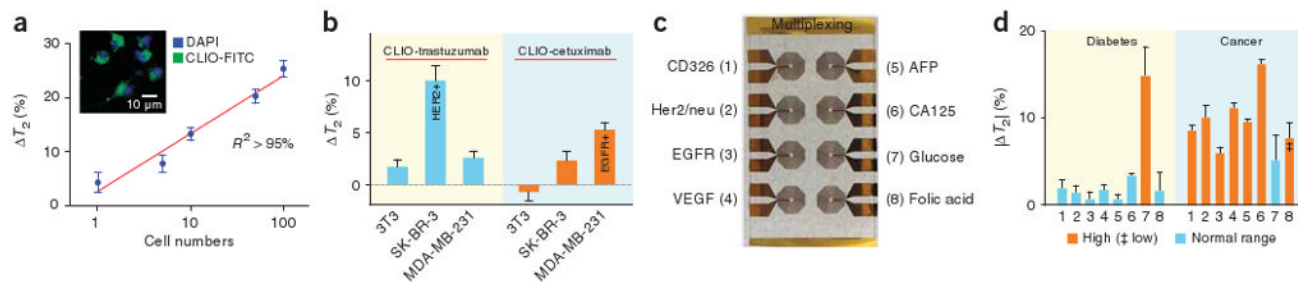 a
ΔT2 (%)
40
30
20
10
0
DAPI
CLIO-FITC
10 µm
R2 > 95%
1
10
100
Cell numbers
b
ΔT2 (%)
10
5
0
CLIO-trastuzumab
CLIO-cetuximab
HER2+
EGFR+
3T3
SK-BR-3
MDA-MB-231
3T3
SK-BR-3
MDA-MB-231
c
Multiplexing
CD326 (1)
Her2/neu (2)
EGFR (3)
VEGF (4)
(5) AFP
(6) CA125
(7) Glucose
(8) Folic acid
d
|ΔT2| (%)
20
10
0
Diabetes
Cancer
‡
1 2 3 4 5 6 7 8
1 2 3 4 5 6 7 8
High (‡ low)
Normal range